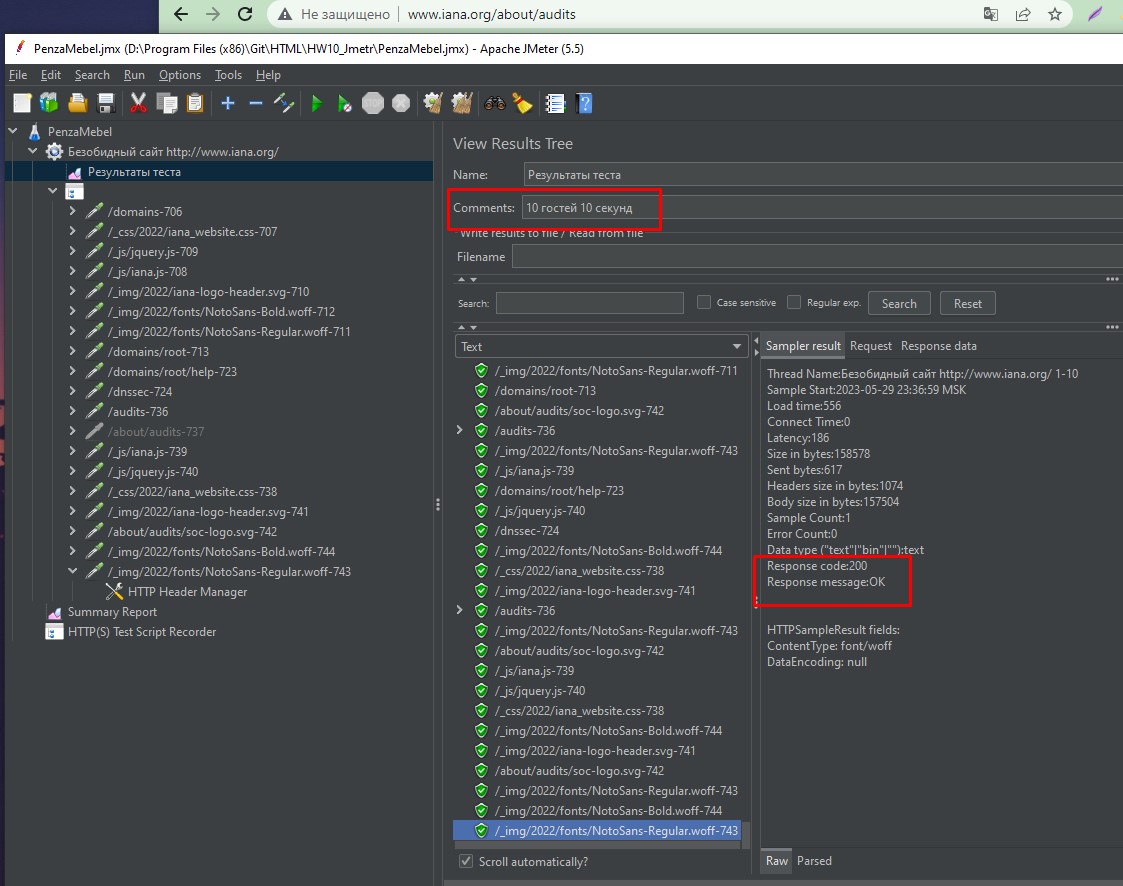 Не защищено
www.iana.org/about/audits
PenzaMebel.jmx (D:\Program Files (x86)\Git\HTML\HW10_Jmetr\PenzaMebel.jmx) - Apache JMeter (5.5)
File Edit Search Run Options Tools Help
STOP
PenzaMebel
Безобидный сайт http://www.iana.org/
Результаты теста
/domains-706
/_css/2022/iana_website.css-707
/_js/jquery.js-709
/_js/iana.js-708
/_img/2022/iana-logo-header.svg-710
/_img/2022/fonts/NotoSans-Bold.woff-712
/_img/2022/fonts/NotoSans-Regular.woff-711
/domains/root-713
/domains/root/help-723
/dnssec-724
/audits-736
/about/audits-737
/_js/iana.js-739
/_js/jquery.js-740
/_css/2022/iana_website.css-738
/_img/2022/iana-logo-header.svg-741
/about/audits/soc-logo.svg-742
/_img/2022/fonts/NotoSans-Bold.woff-744
/_img/2022/fonts/NotoSans-Regular.woff-743
HTTP Header Manager
Summary Report
HTTP(S) Test Script Recorder
View Results Tree
Name: Результаты теста
Comments: 10 гостей 10 секунд
Write results to file / Read from file
Filename
Search: Case sensitive Regular exp. Search Reset
Text
/_img/2022/fonts/NotoSans-Regular.woff-711
/domains/root-713
/about/audits/soc-logo.svg-742
/audits-736
/_img/2022/fonts/NotoSans-Regular.woff-743
/_js/iana.js-739
/domains/root/help-723
/_js/jquery.js-740
/dnssec-724
/_img/2022/fonts/NotoSans-Bold.woff-744
/_css/2022/iana_website.css-738
/_img/2022/iana-logo-header.svg-741
/audits-736
/_img/2022/fonts/NotoSans-Regular.woff-743
/about/audits/soc-logo.svg-742
/_js/iana.js-739
/_js/jquery.js-740
/_css/2022/iana_website.css-738
/_img/2022/fonts/NotoSans-Bold.woff-744
/_img/2022/iana-logo-header.svg-741
/about/audits/soc-logo.svg-742
/_img/2022/fonts/NotoSans-Regular.woff-743
/_img/2022/fonts/NotoSans-Bold.woff-744
/_img/2022/fonts/NotoSans-Regular.woff-743
Scroll automatically?
Sampler result Request Response data
Thread Name:Безобидный сайт http://www.iana.org/ 1-10
Sample Start:2023-05-29 23:36:59 MSK
Load time:556
Connect Time:0
Latency:186
Size in bytes:158578
Sent bytes:617
Headers size in bytes:1074
Body size in bytes:157504
Sample Count:1
Error Count:0
Data type ("text"|"bin"|""):text
Response code:200
Response message:OK
HTTPSampleResult fields:
ContentType: font/woff
DataEncoding: null
Raw Parsed